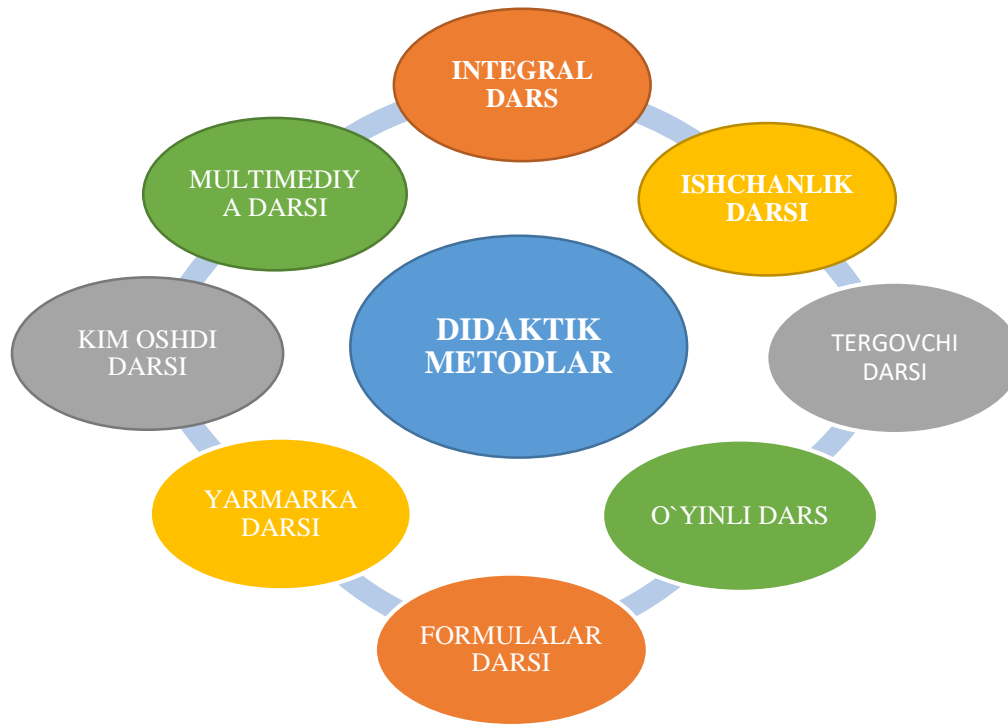 INTEGRAL
DARS
ISHCHANLIK
DARSI
TERGOVCHI
DARSI
O`YINLI DARS
FORMULALAR
DARSI
YARMARKA
DARSI
KIM OSHDI
DARSI
MULTIMEDIY
A DARSI
DIDAKTIK
METODLAR